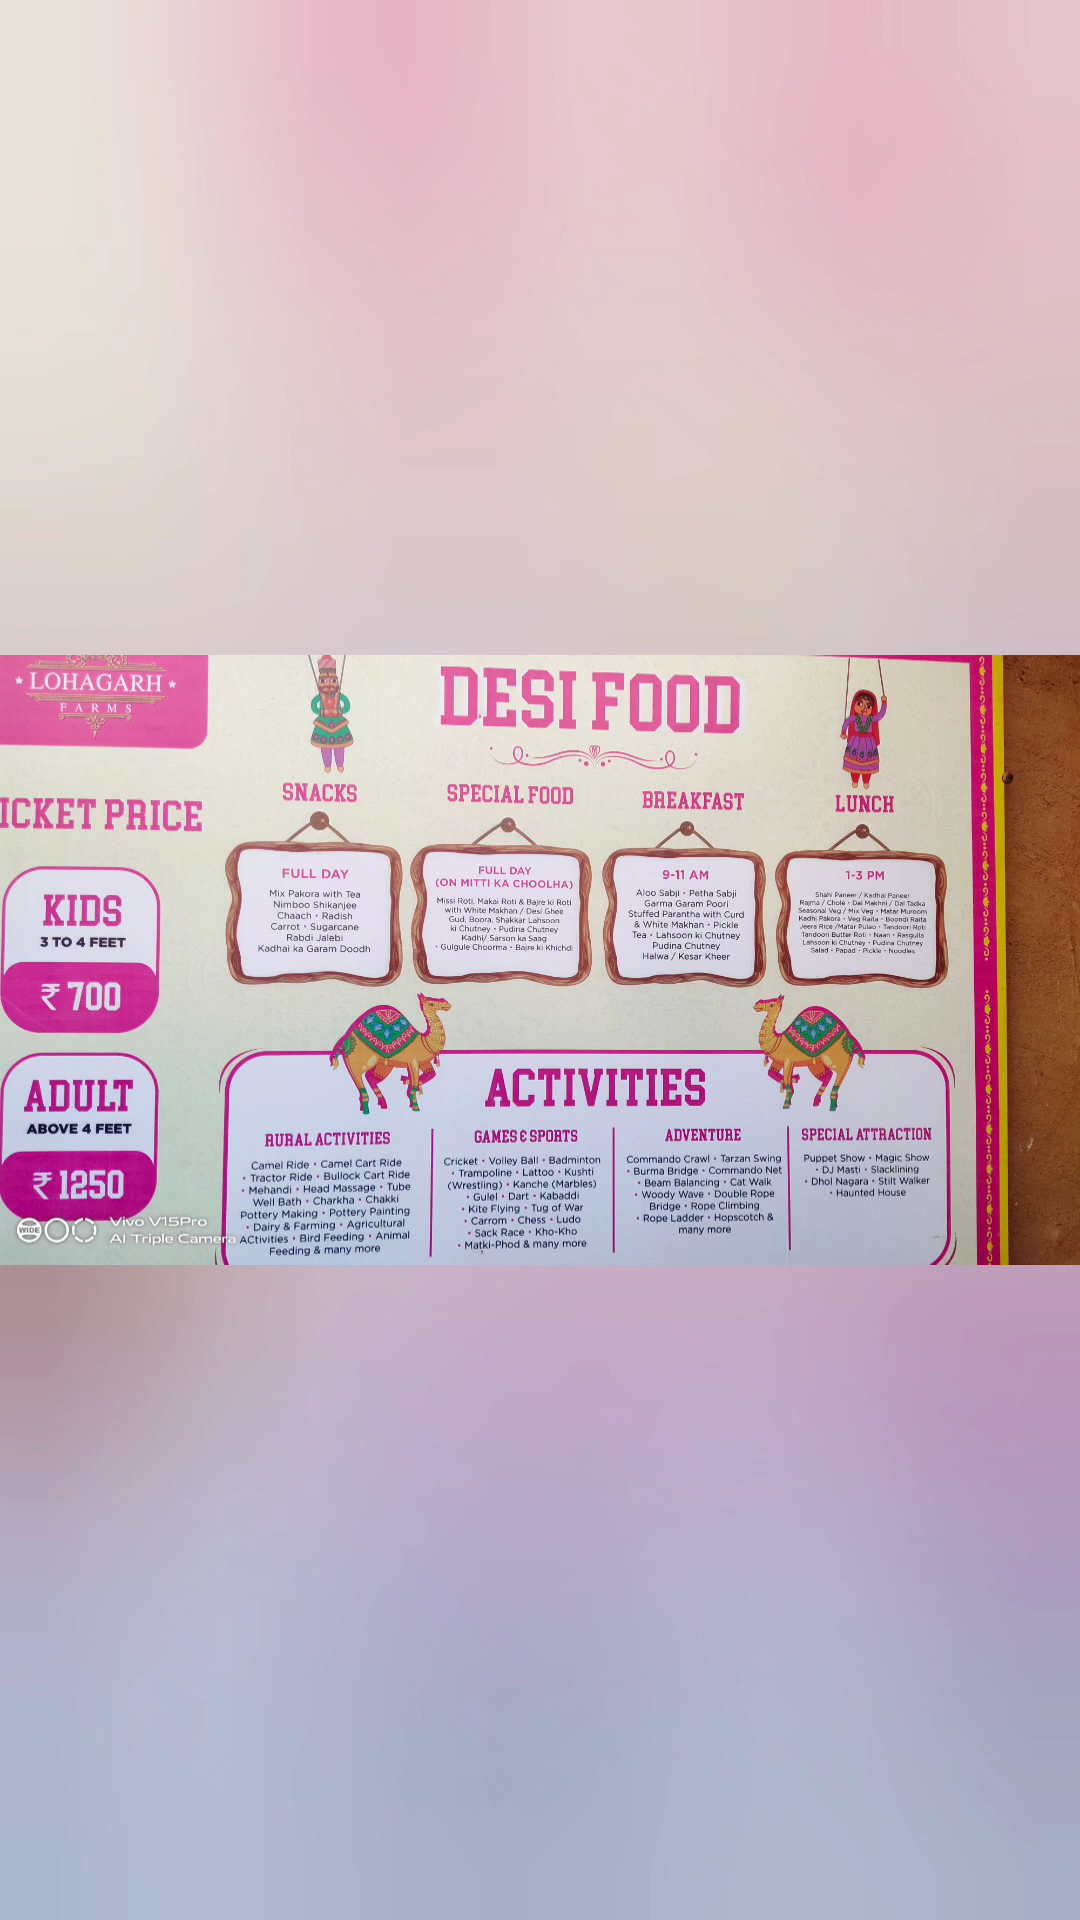 LOHAGARH
FARMS
ICKET PRICE
KIDS
3 TO 4 FEET
₹ 700
ADULT
ABOVE 4 FEET
₹ 1250
DESI FOOD
SNACKS
FULL DAY
Mix Pakora with Tea
Nimboo Shikanjee
Chaach • Radish
Carrot • Sugarcane
Rabdi Jalebi
Kadhai ka Garam Doodh
SPECIAL FOOD
FULL DAY
(ON MITTI KA CHOOLHA)
Missi Roti, Makai Roti & Bajre ki Roti
with White Makhan / Desi Ghee
Gud, Boora, Shakkar Lahsoon
ki Chutney • Pudina Chutney
Kadhi/ Sarson ka Saag
• Gulgule Choorma • Bajre ki Khichdi
BREAKFAST
9-11 AM
Aloo Sabji • Petha Sabji
Garma Garam Poori
Stuffed Parantha with Curd
& White Makhan • Pickle
Tea • Lahsoon ki Chutney
Pudina Chutney
Halwa / Kesar Kheer
LUNCH
1-3 PM
Shahi Paneer / Kadhai Paneer
Rajma / Chole • Dal Makhni / Dal Tadka
Seasonal Veg / Mix Veg • Matar Muroom
Kadhi Pakora • Veg Raita • Boondi Raita
Jeera Rice /Matar Pulao • Tandoori Roti
Tandoori Butter Roti • Naan • Rasgulla
Lahsoon ki Chutney • Pudina Chutney
Salad • Papad • Pickle • Noodles
ACTIVITIES
RURAL ACTIVITIES
Camel Ride • Camel Cart Ride
• Tractor Ride • Bullock Cart Ride
• Mehandi • Head Massage • Tube
Well Bath • Charkha • Chakki
Pottery Making • Pottery Painting
• Dairy & Farming • Agricultural
ACtivities • Bird Feeding • Animal
Feeding & many more
GAMES & SPORTS
Cricket • Volley Ball • Badminton
• Trampoline • Lattoo • Kushti
(Wrestling) • Kanche (Marbles)
• Gulel • Dart • Kabaddi
• Kite Flying • Tug of War
• Carrom • Chess • Ludo
• Sack Race • Kho-Kho
• Matki-Phod & many more
ADVENTURE
Commando Crawl • Tarzan Swing
• Burma Bridge • Commando Net
• Beam Balancing • Cat Walk
• Woody Wave • Double Rope
Bridge • Rope Climbing
• Rope Ladder • Hopscotch &
many more
SPECIAL ATTRACTION
Puppet Show • Magic Show
• DJ Masti • Slacklining
• Dhol Nagara • Stilt Walker
• Haunted House
WIDE
Vivo V15Pro
AI Triple Camera